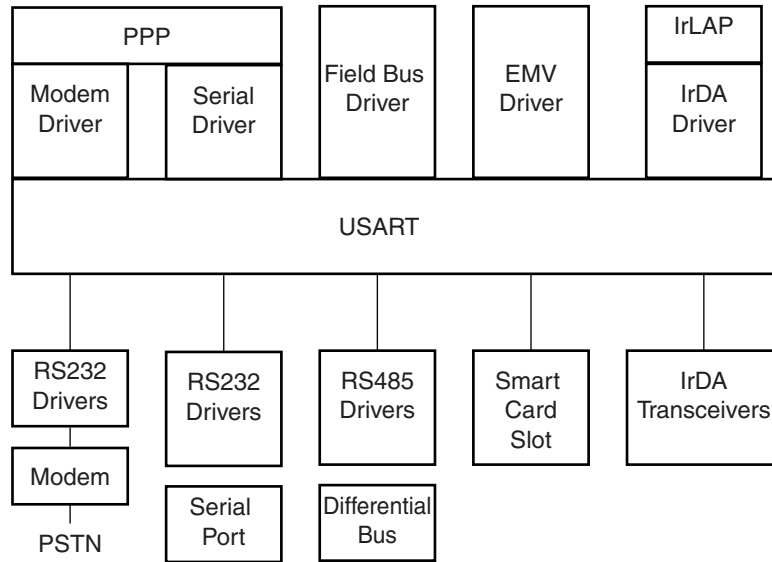 PPP
Modem
Driver
Serial
Driver
Field Bus
Driver
EMV
Driver
IrLAP
IrDA
Driver
USART
RS232
Drivers
Modem
PSTN
RS232
Drivers
Serial
Port
RS485
Drivers
Differential
Bus
Smart
Card
Slot
IrDA
Transceivers